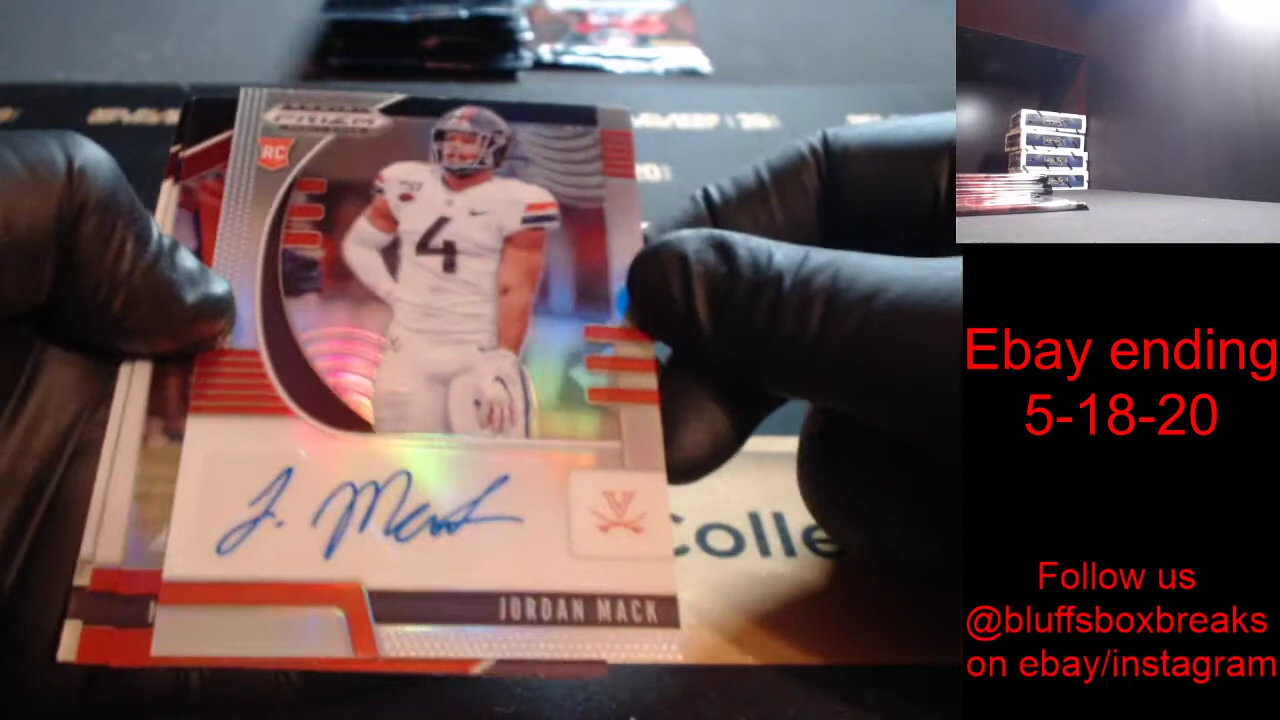 PRIZM
RC
4
J. Mack
V
JORDAN MACK
Colle
Ebay ending
5-18-20
Follow us
@bluffsboxbreaks
on ebay/instagram